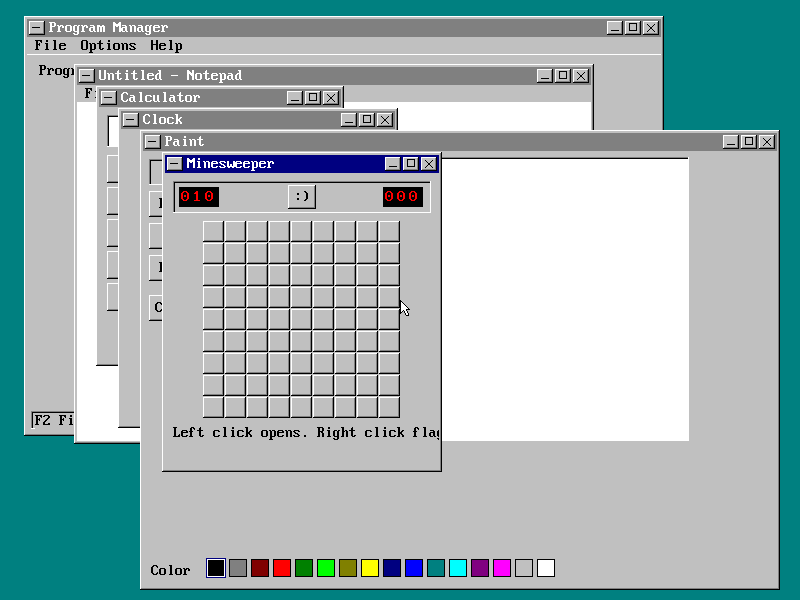 Program Manager
File Options Help
Untitled - Notepad
Calculator
Clock
Paint
Minesweeper
010 :) 000
Left click opens. Right click
F2
Color